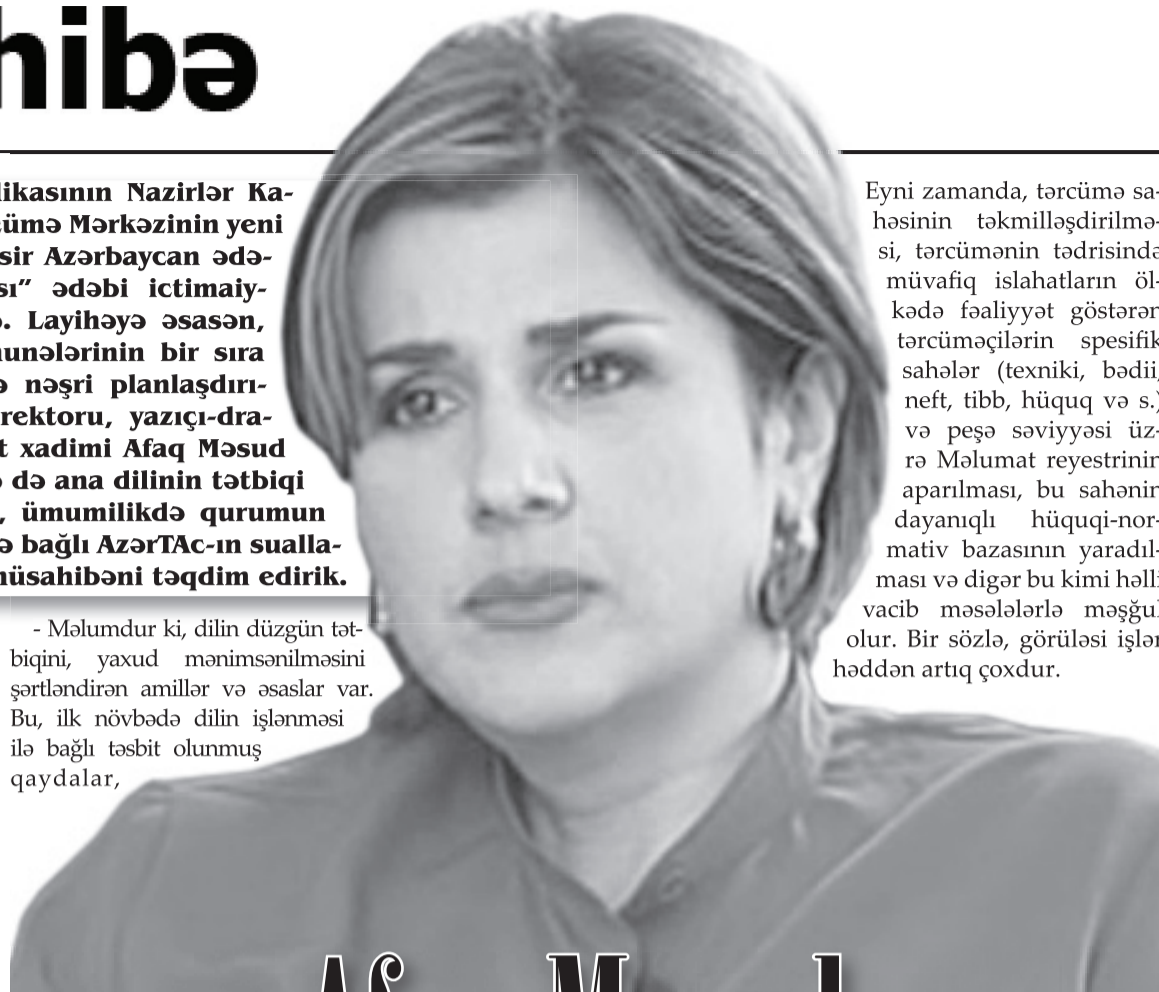 hibə
likasının Nazirlər Ka-
cümə Mərkəzinin yeni
sir Azərbaycan ədə-
sı” ədəbi ictimaiy-
. Layihəyə əsasən,
unələrinin bir sıra
ə nəşri planlaşdırı-
rektoru, yazıçı-dra-
t xadimi Afaq Məsud
də ana dilinin tətbiqi
, ümumilikdə qurumun
ə bağlı AzərTAc-ın sualla-
müsahibəni təqdim edirik.
- Məlumdur ki, dilin düzgün tət-
biqini, yaxud mənimsənilməsini
şərtləndirən amillər və əsaslar var.
Bu, ilk növbədə dilin işlənməsi
ilə bağlı təsbit olunmuş
qaydalar,
Eyni zamanda, tərcümə sa-
həsinin təkmilləşdirilmə-
si, tərcümənin tədrisində
müvafiq islahatların öl-
kədə fəaliyyət göstərən
tərcüməçilərin spesifik
sahələr (texniki, bədii,
neft, tibb, hüquq və s.)
və peşə səviyyəsi üz-
rə Məlumat reyestrinin
aparılması, bu sahənin
dayanıqlı hüquqi-nor-
mativ bazasının yaradıl-
ması və digər bu kimi həlli
vacib məsələlərlə məşğul
olur. Bir sözlə, görüləsi işlər
həddən artıq çoxdur.